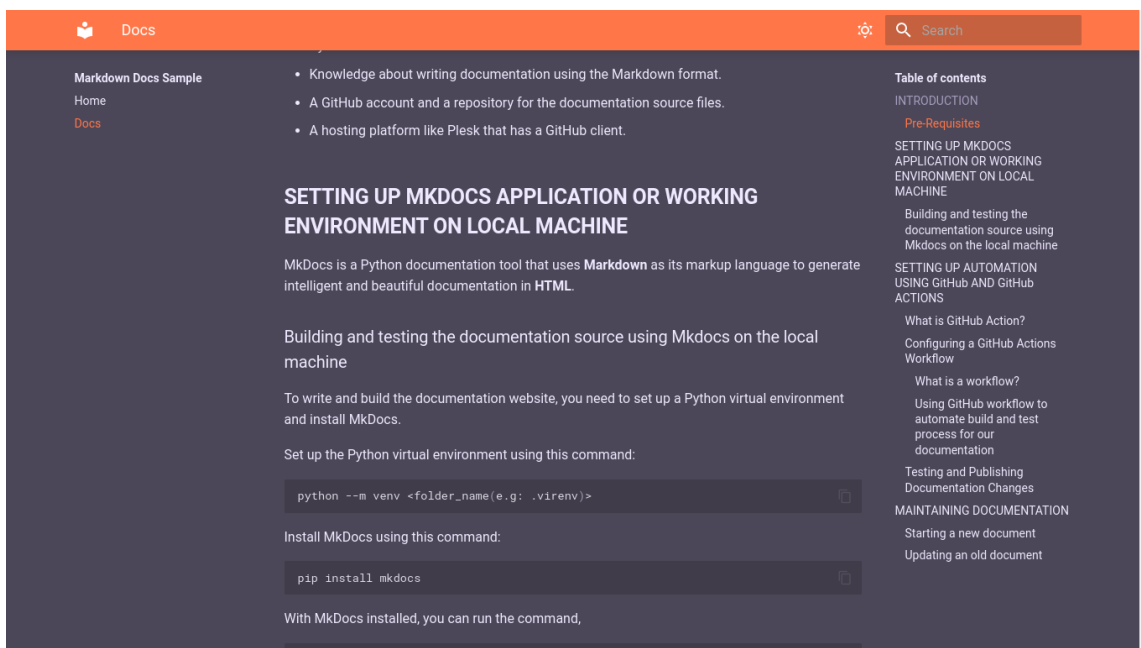 Docs
Search
Markdown Docs Sample
Home
Docs
• Knowledge about writing documentation using the Markdown format.
• A GitHub account and a repository for the documentation source files.
• A hosting platform like Plesk that has a GitHub client.
SETTING UP MKDOCS APPLICATION OR WORKING
ENVIRONMENT ON LOCAL MACHINE
MkDocs is a Python documentation tool that uses Markdown as its markup language to generate
intelligent and beautiful documentation in HTML.
Building and testing the documentation source using Mkdocs on the local
machine
To write and build the documentation website, you need to set up a Python virtual environment
and install MkDocs.
Set up the Python virtual environment using this command:
python --m venv <folder_name(e.g: .virenv)>
Install MkDocs using this command:
pip install mkdocs
With MkDocs installed, you can run the command,
Table of contents
INTRODUCTION
Pre-Requisites
SETTING UP MKDOCS
APPLICATION OR WORKING
ENVIRONMENT ON LOCAL
MACHINE
Building and testing the
documentation source using
Mkdocs on the local machine
SETTING UP AUTOMATION
USING GitHub AND GitHub
ACTIONS
What is GitHub Action?
Configuring a GitHub Actions
Workflow
What is a workflow?
Using GitHub workflow to
automate build and test
process for our
documentation
Testing and Publishing
Documentation Changes
MAINTAINING DOCUMENTATION
Starting a new document
Updating an old document